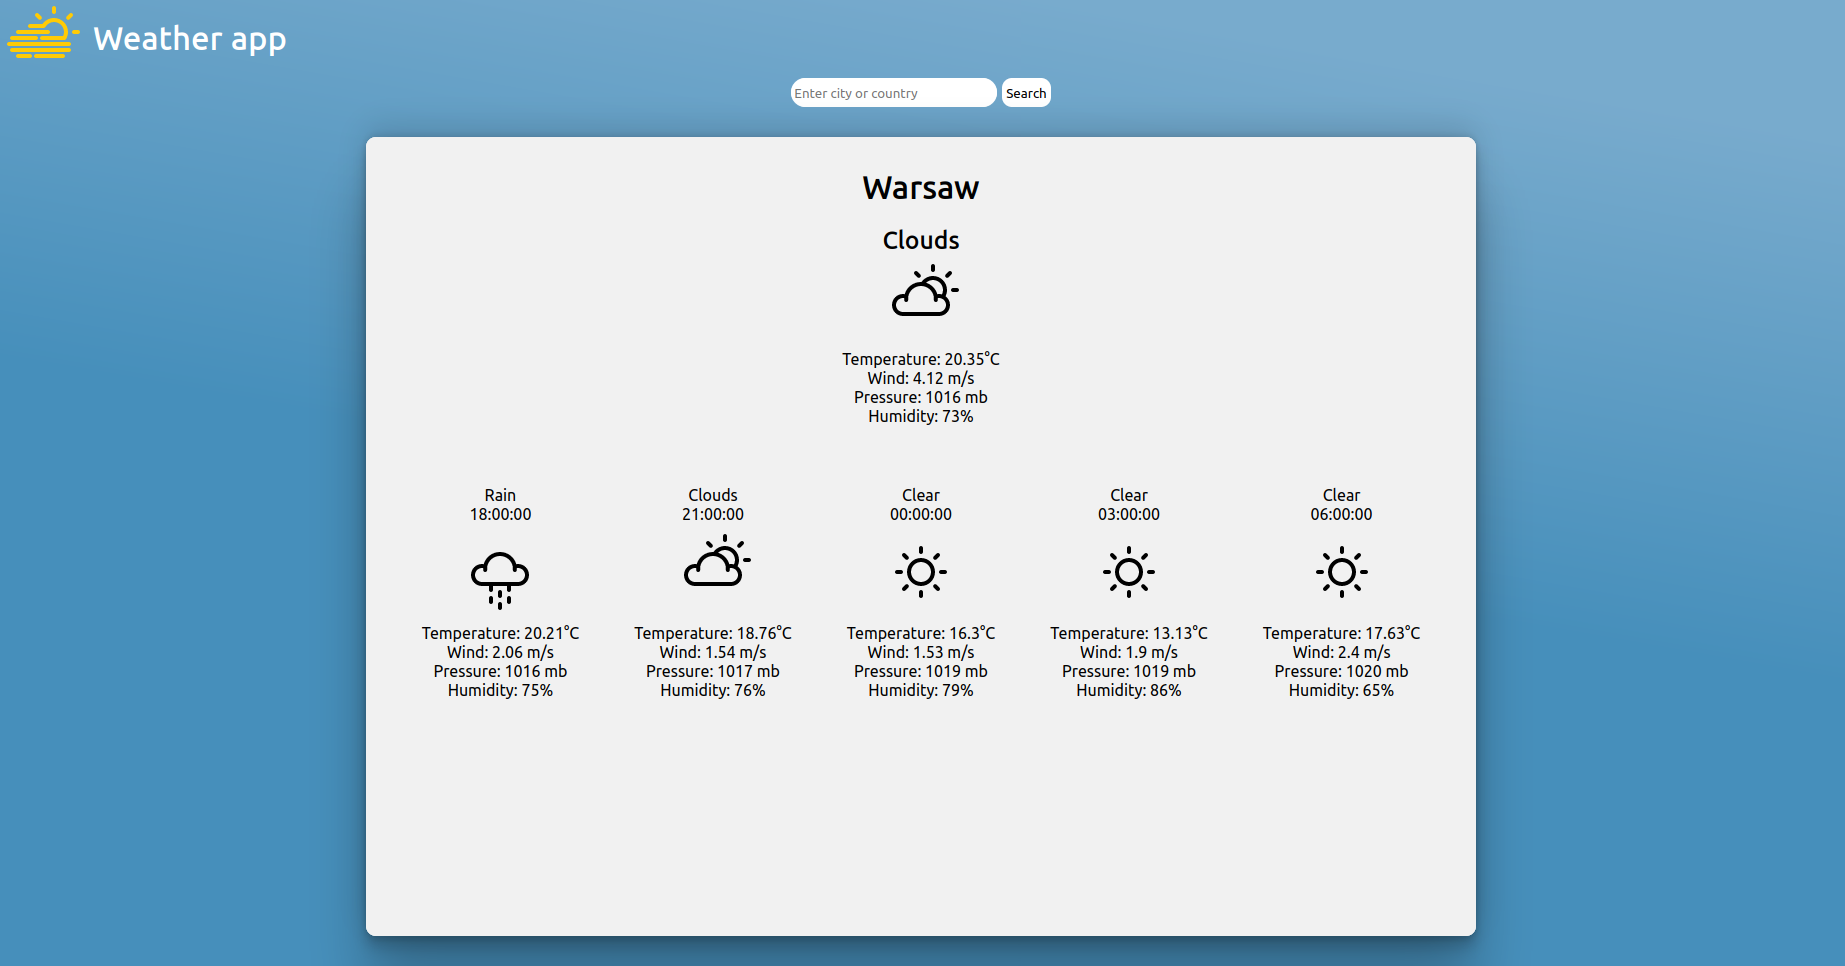 Weather app
Enter city or country
Search
Warsaw
Clouds
Temperature: 20.35°C
Wind: 4.12 m/s
Pressure: 1016 mb
Humidity: 73%
Rain
18:00:00
Temperature: 20.21°C
Wind: 2.06 m/s
Pressure: 1016 mb
Humidity: 75%
Clouds
21:00:00
Temperature: 18.76°C
Wind: 1.54 m/s
Pressure: 1017 mb
Humidity: 76%
Clear
00:00:00
Temperature: 16.3°C
Wind: 1.53 m/s
Pressure: 1019 mb
Humidity: 79%
Clear
03:00:00
Temperature: 13.13°C
Wind: 1.9 m/s
Pressure: 1019 mb
Humidity: 86%
Clear
06:00:00
Temperature: 17.63°C
Wind: 2.4 m/s
Pressure: 1020 mb
Humidity: 65%